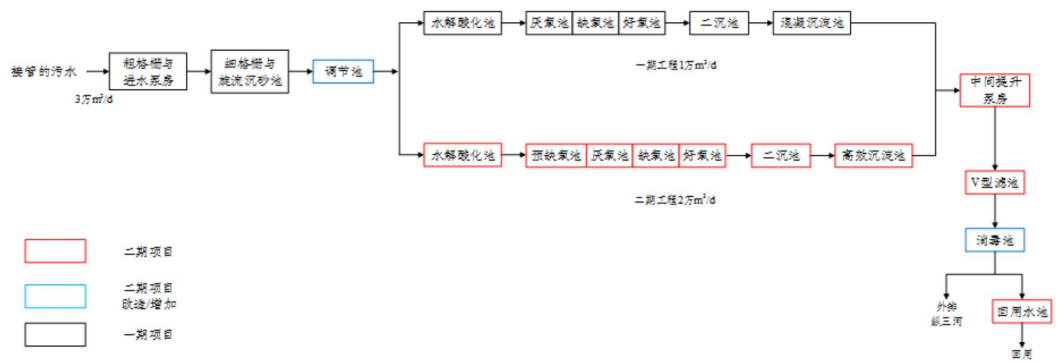 水解酸化池
厌氧池 缺氧池 好氧池
二沉池
混凝沉淀池
接管的污水
粗格栅与
进水泵房
细格栅与
旋流沉砂池
调节池
3万m³/d
一期工程1万m³/d
中间提升
泵房
水解酸化池
预缺氧池 厌氧池 缺氧池 好氧池
二沉池
高效沉淀池
二期工程2万m³/d
V型滤池
消毒池
外排
纵三河
回用水池
回用
二期项目
二期项目
改造/增加
一期项目